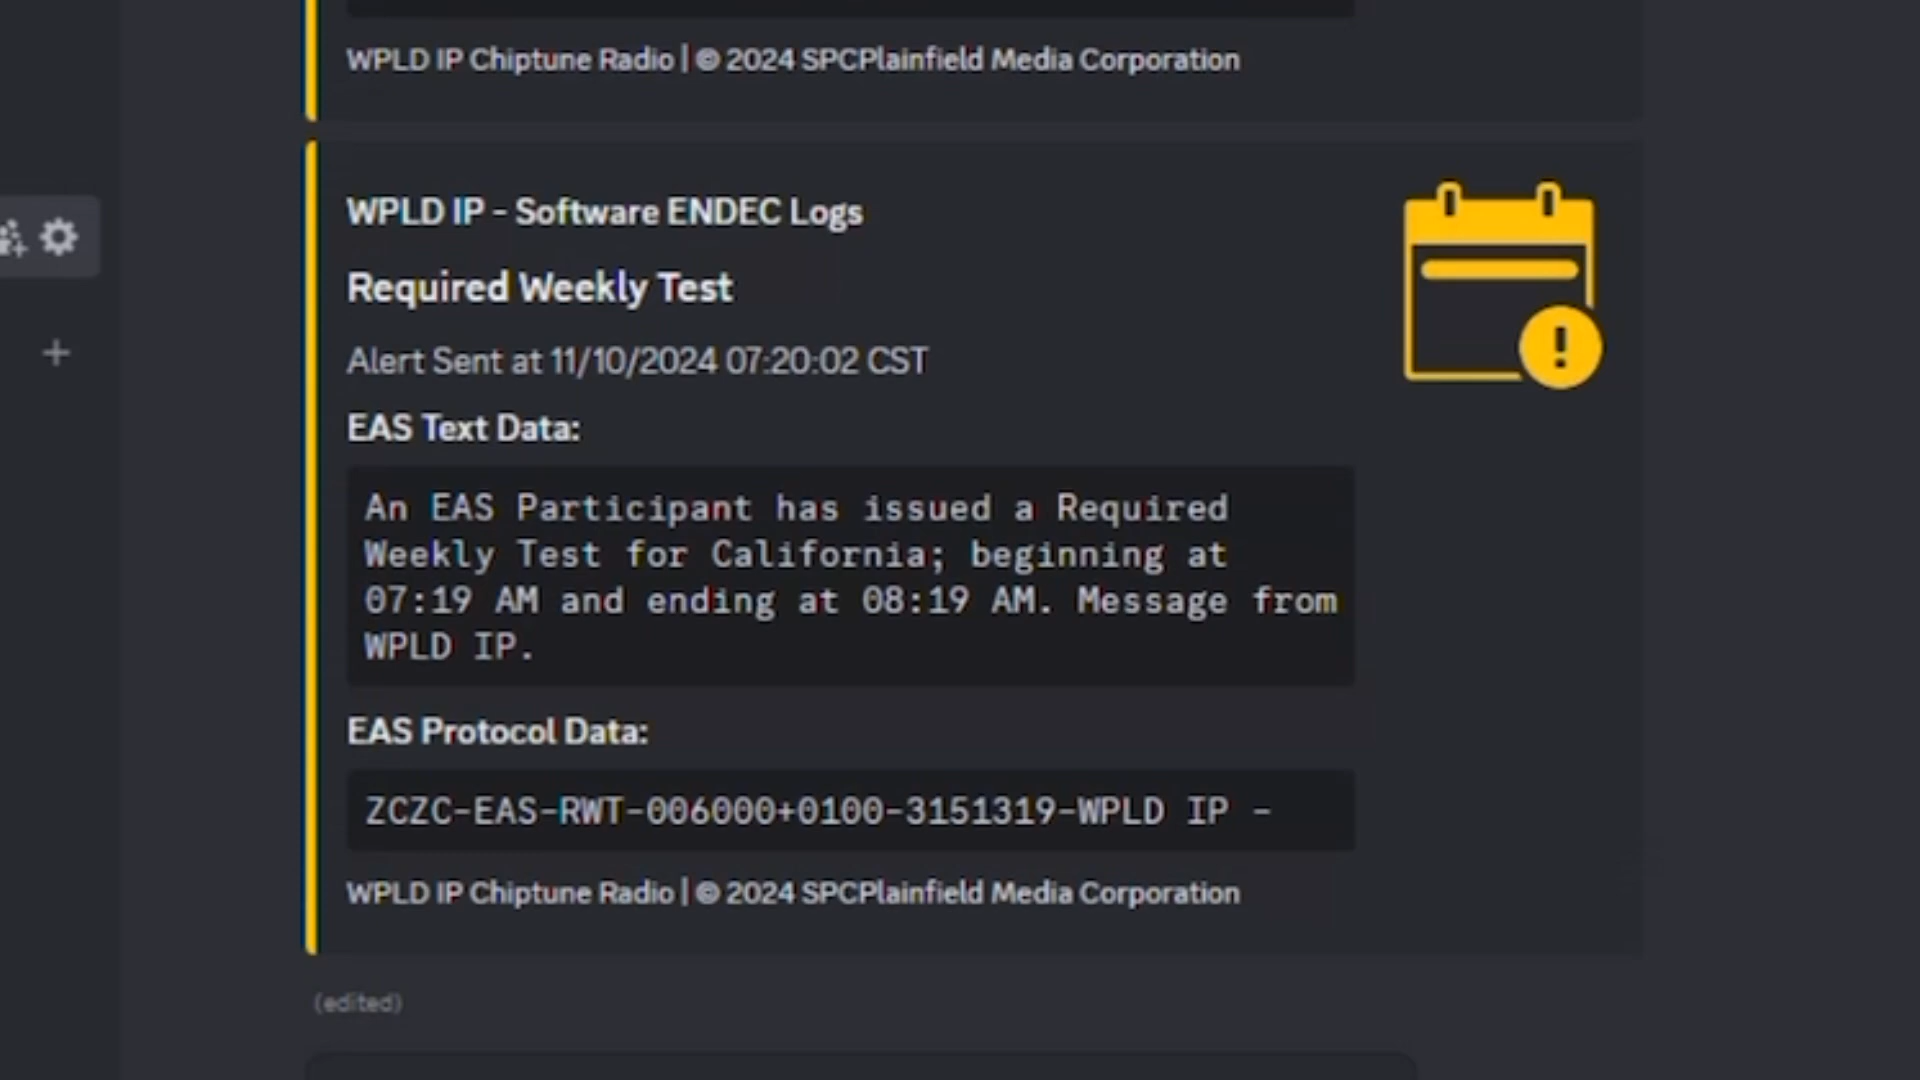 WPLD IP Chiptune Radio | © 2024 SPCPlainfield Media Corporation
WPLD IP - Software ENDEC Logs
Required Weekly Test
Alert Sent at 11/10/2024 07:20:02 CST
EAS Text Data:
An EAS Participant has issued a Required
Weekly Test for California; beginning at
07:19 AM and ending at 08:19 AM. Message from
WPLD IP.
EAS Protocol Data:
ZCZC-EAS-RWT-006000+0100-3151319-WPLD IP -
WPLD IP Chiptune Radio | © 2024 SPCPlainfield Media Corporation
(edited)